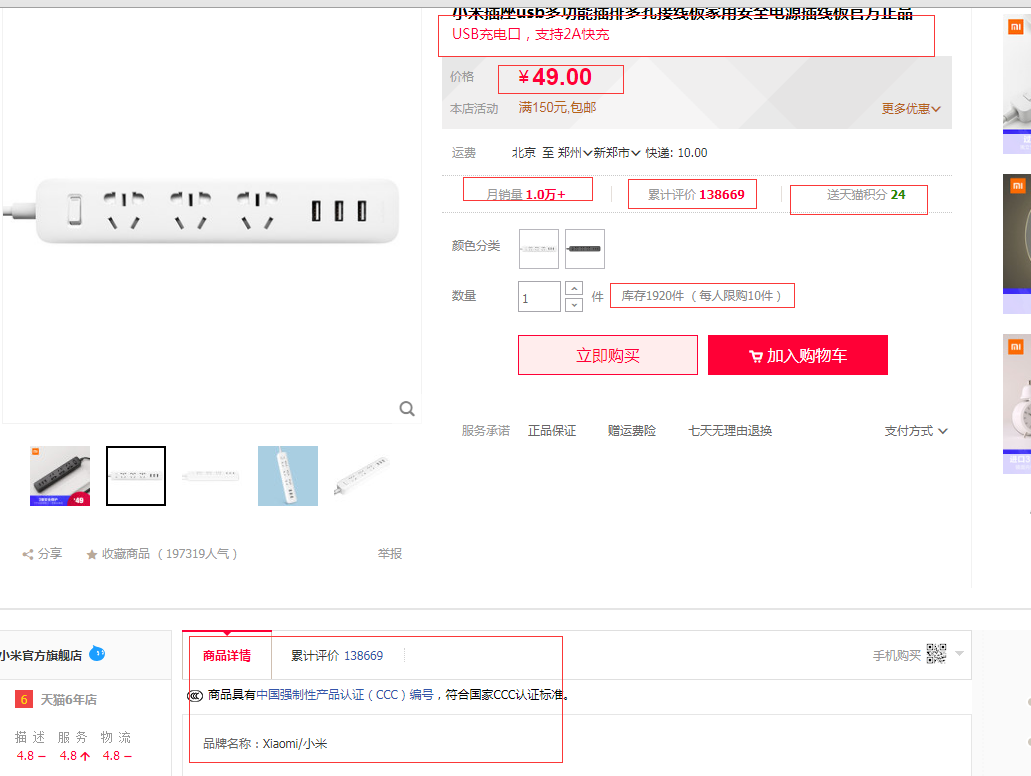 小米插座usb多功能插排多孔接线板家用安全电源插线板官方正品
USB充电口，支持2A快充
价格 ¥49.00
本店活动 满150元,包邮 更多优惠
运费 北京 至 郑州 新郑市 快递: 10.00
月销量 1.0万+ 累计评价 138669 送天猫积分 24
颜色分类
数量 1 件 库存1920件 ( 每人限购10件 )
立即购买 加入购物车
服务承诺 正品保证 赠运费险 七天无理由退换 支付方式
¥49
分享 收藏商品 ( 197319人气 ) 举报
小米官方旗舰店
6 天猫6年店
描 述 服 务 物 流
4.8 – 4.8 4.8 –
商品详情 累计评价 138669 手机购买
商品具有中国强制性产品认证（CCC）编号，符合国家CCC认证标准。
品牌名称：Xiaomi/小米
mi
mi
mi